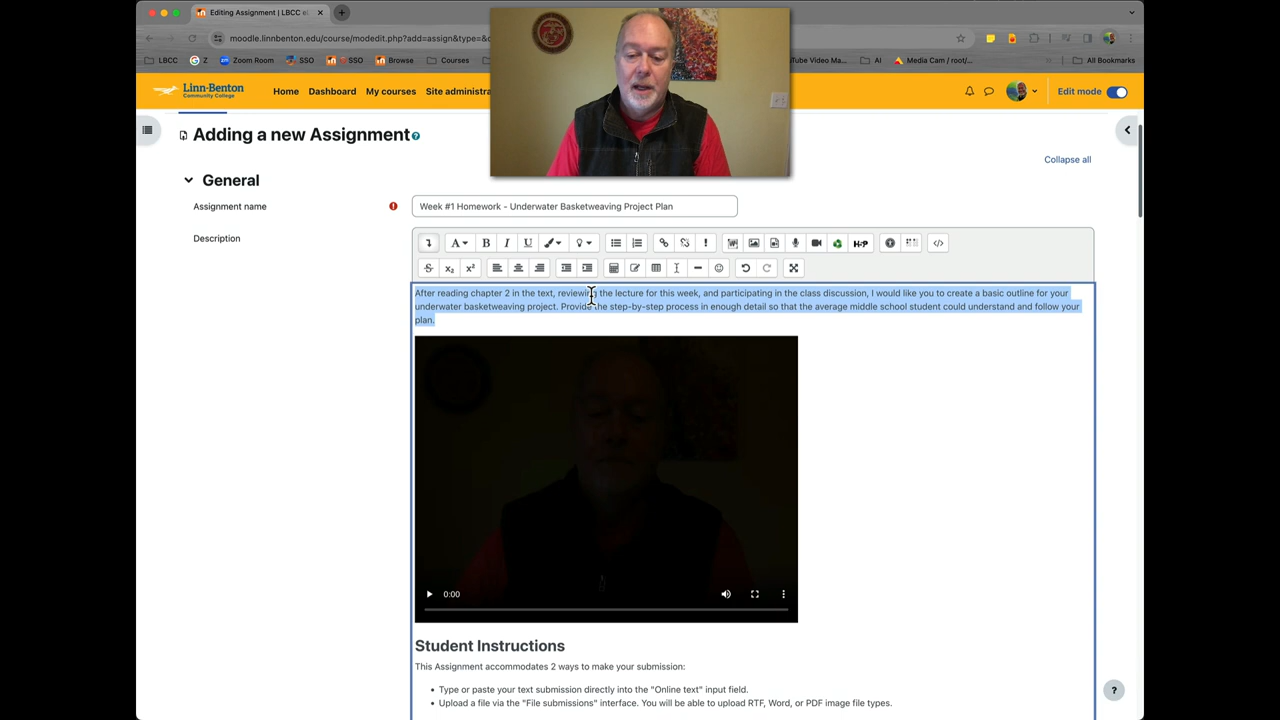 Editing Assignment | LBCC el
moodle.linnbenton.edu/course/modedit.php?add=assign&type=&c
LBCC
Z
Zoom Room
SSO
SSO
Browse
Courses
Tube Video Ma...
AI
Media Cam / root/...
All Bookmarks
Linn-Benton
Community College
Home
Dashboard
My courses
Site administra
Edit mode
Adding a new Assignment
Collapse all
General
Assignment name
Week #1 Homework - Underwater Basketweaving Project Plan
Description
After reading chapter 2 in the text, reviewing the lecture for this week, and participating in the class discussion, I would like you to create a basic outline for your
underwater basketweaving project. Provide the step-by-step process in enough detail so that the average middle school student could understand and follow your
plan.
0:00
Student Instructions
This Assignment accommodates 2 ways to make your submission:
• Type or paste your text submission directly into the "Online text" input field.
• Upload a file via the "File submissions" interface. You will be able to upload RTF, Word, or PDF image file types.